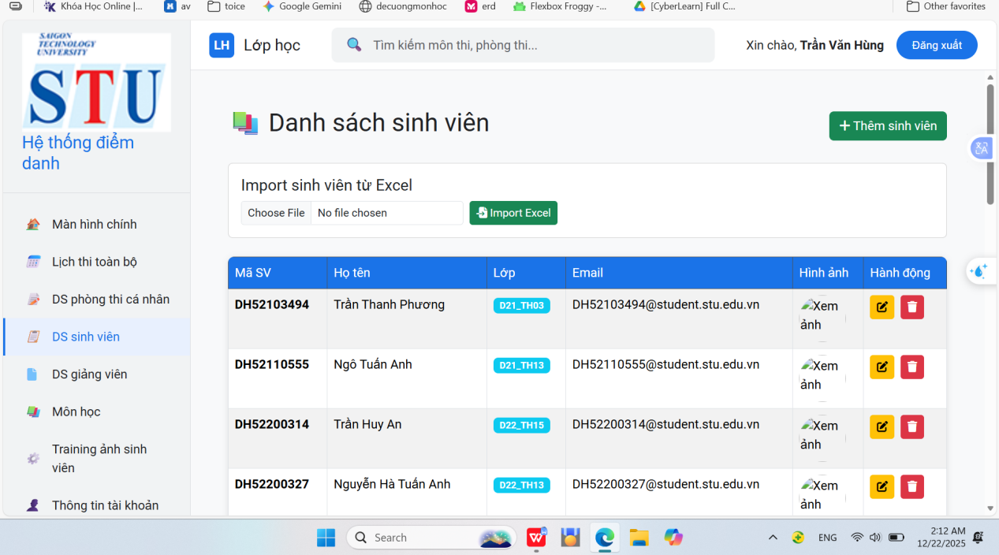 Khóa Học Online |...
av
toice
Google Gemini
decuongmonhoc
erd
Flexbox Froggy -...
[CyberLearn] Full C...
Other favorites
SAIGON
TECHNOLOGY
UNIVERSITY
STU
Hệ thống điểm
danh
Màn hình chính
Lịch thi toàn bộ
DS phòng thi cá nhân
DS sinh viên
DS giảng viên
Môn học
Training ảnh sinh
viên
Thông tin tài khoản
LH Lớp học
Tìm kiếm môn thi, phòng thi...
Xin chào, Trần Văn Hùng
Đăng xuất
Danh sách sinh viên
+ Thêm sinh viên
Import sinh viên từ Excel
Choose File No file chosen
Import Excel
Mã SV Họ tên Lớp Email Hình ảnh Hành động
DH52103494 Trần Thanh Phương D21_TH03 DH52103494@student.stu.edu.vn Xem
ảnh
DH52110555 Ngô Tuấn Anh D21_TH13 DH52110555@student.stu.edu.vn Xem
ảnh
DH52200314 Trần Huy An D22_TH15 DH52200314@student.stu.edu.vn Xem
ảnh
DH52200327 Nguyễn Hà Tuấn Anh D22_TH13 DH52200327@student.stu.edu.vn Xem
ảnh
Search
ENG
2:12 AM
12/22/2025